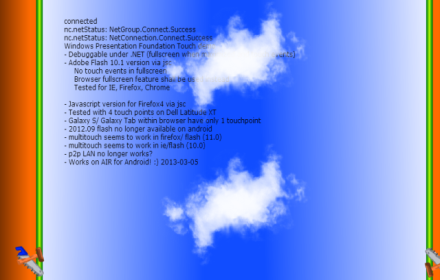 connected
nc.netStatus: NetGroup.Connect.Success
nc.netStatus: NetConnection.Connect.Success
Windows Presentation Foundation Touch
- Debuggable under .NET (fullscreen
- Adobe Flash 10.1 version via jsc
No touch events in fullscreen
Browser fullscreen feature shall be
Tested for IE, Firefox, Chrome
- Javascript version for Firefox4 via jsc
- Tested with 4 touch points on Dell Latitude XT
- Galaxy S/ Galaxy Tab within browser have only 1 touchpoint
- 2012.09 flash no longer available on android
- multitouch seems to work in firefox/ flash (11.0)
- multitouch seems to work in ie/flash (10.0)
- p2p LAN no longer works?
- Works on AIR for Android! :) 2013-03-05